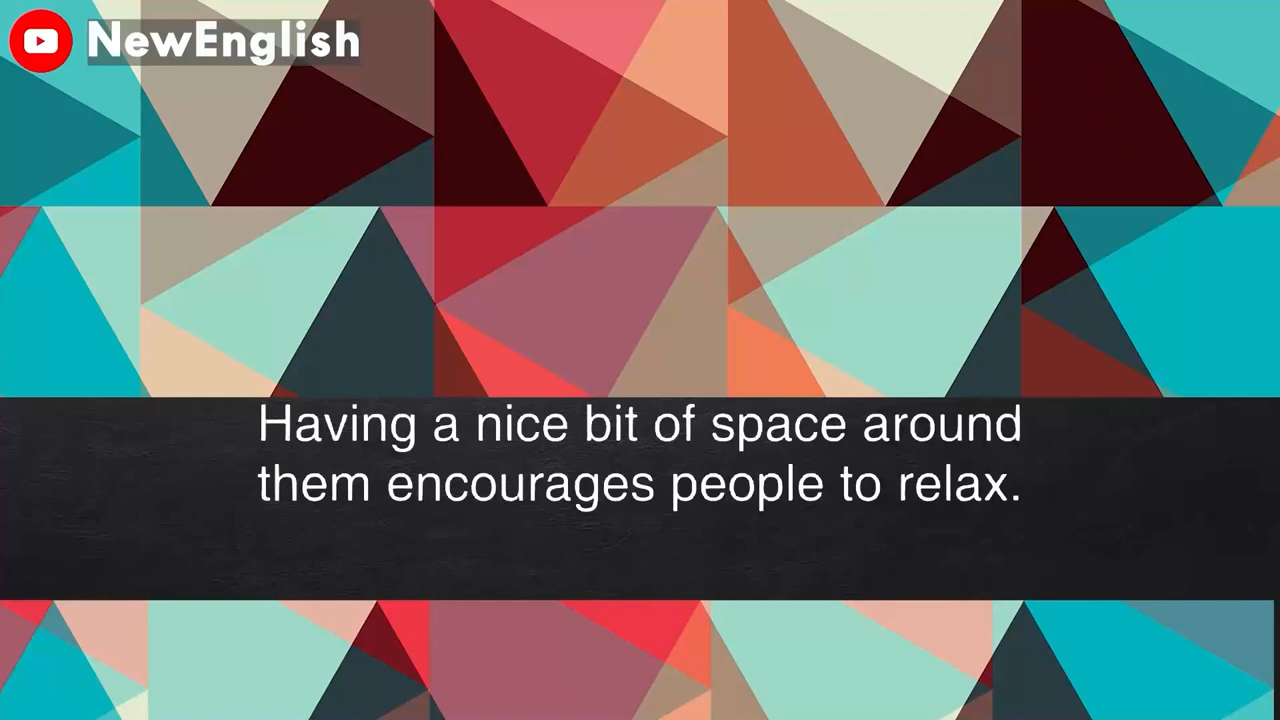 NewEnglish
Having a nice bit of space around
them encourages people to relax.